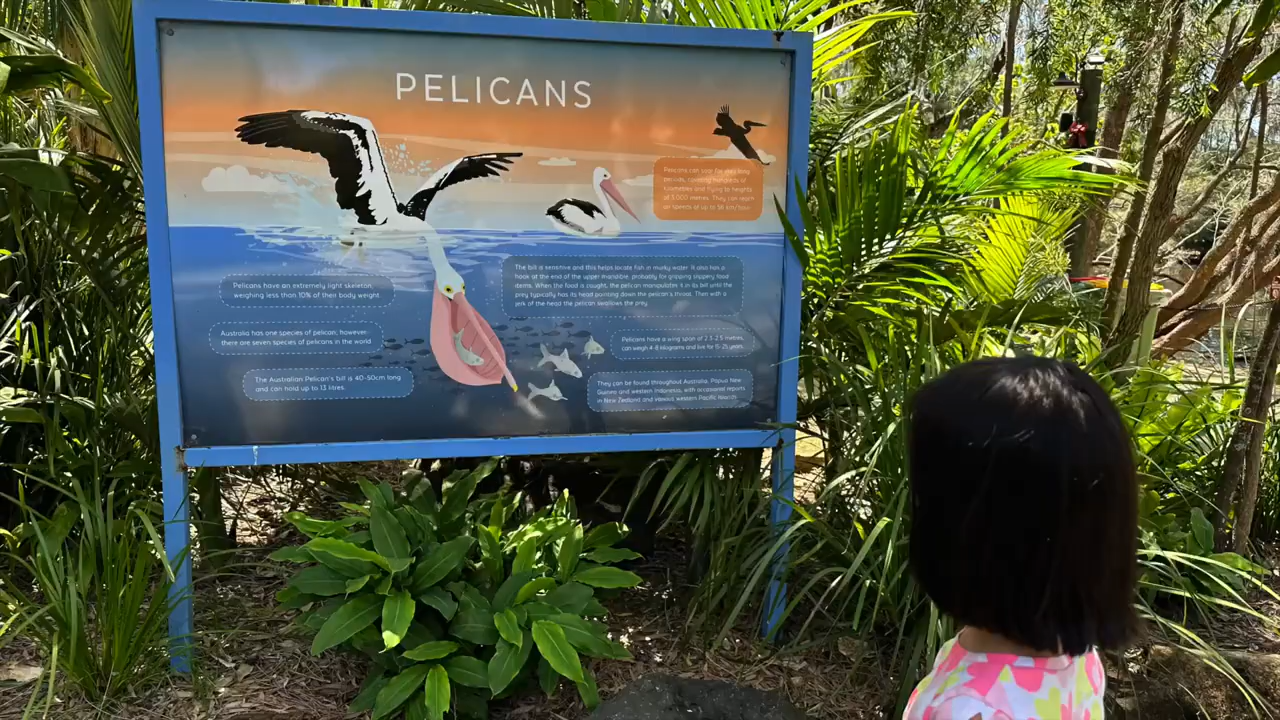 PELICANS
Pelicans can soar for very long
periods, covering hundreds of
kilometres and flying to heights
of 3,000 metres. They can reach
air speeds of up to 56 km/hour.
Pelicans have an extremely light skeleton,
weighing less than 10% of their body weight.
The bill is sensitive and this helps locate fish in murky water. It also has a
hook at the end of the upper mandible, probably for gripping slippery food
items. When the food is caught, the pelican manipulates it in its bill until the
prey typically has its head pointing down the pelican's throat. Then with a
jerk of the head the pelican swallows the prey.
Australia has one species of pelican; however,
there are seven species of pelicans in the world
Pelicans have a wing span of 2.3-2.5 metres,
can weigh 4-8 kilograms and live for 15-25 years.
The Australian Pelican's bill is 40-50cm long
and can hold up to 13 litres.
They can be found throughout Australia, Papua New
Guinea and western Indonesia, with occasional reports
in New Zealand and various western Pacific Islands